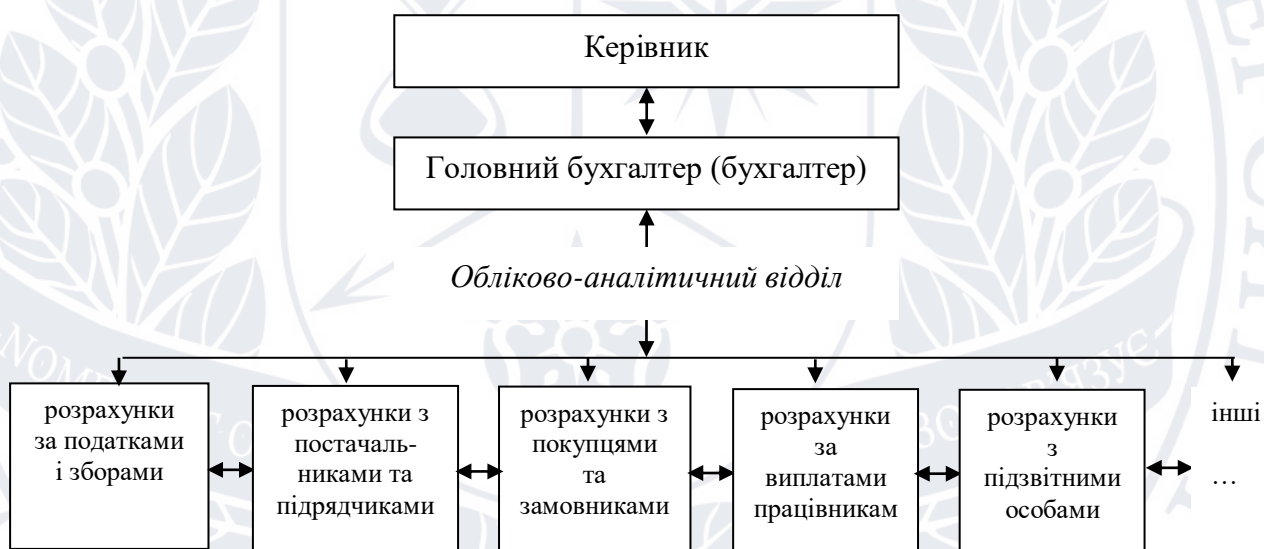 Керівник
Головний бухгалтер (бухгалтер)
Обліково-аналітичний відділ
розрахунки
за податками
і зборами
розрахунки з
постачаль-
никами та
підрядчиками
розрахунки з
покупцями
та
замовниками
розрахунки
за
виплатами
працівникам
розрахунки
з
підзвітними
особами
інші
…